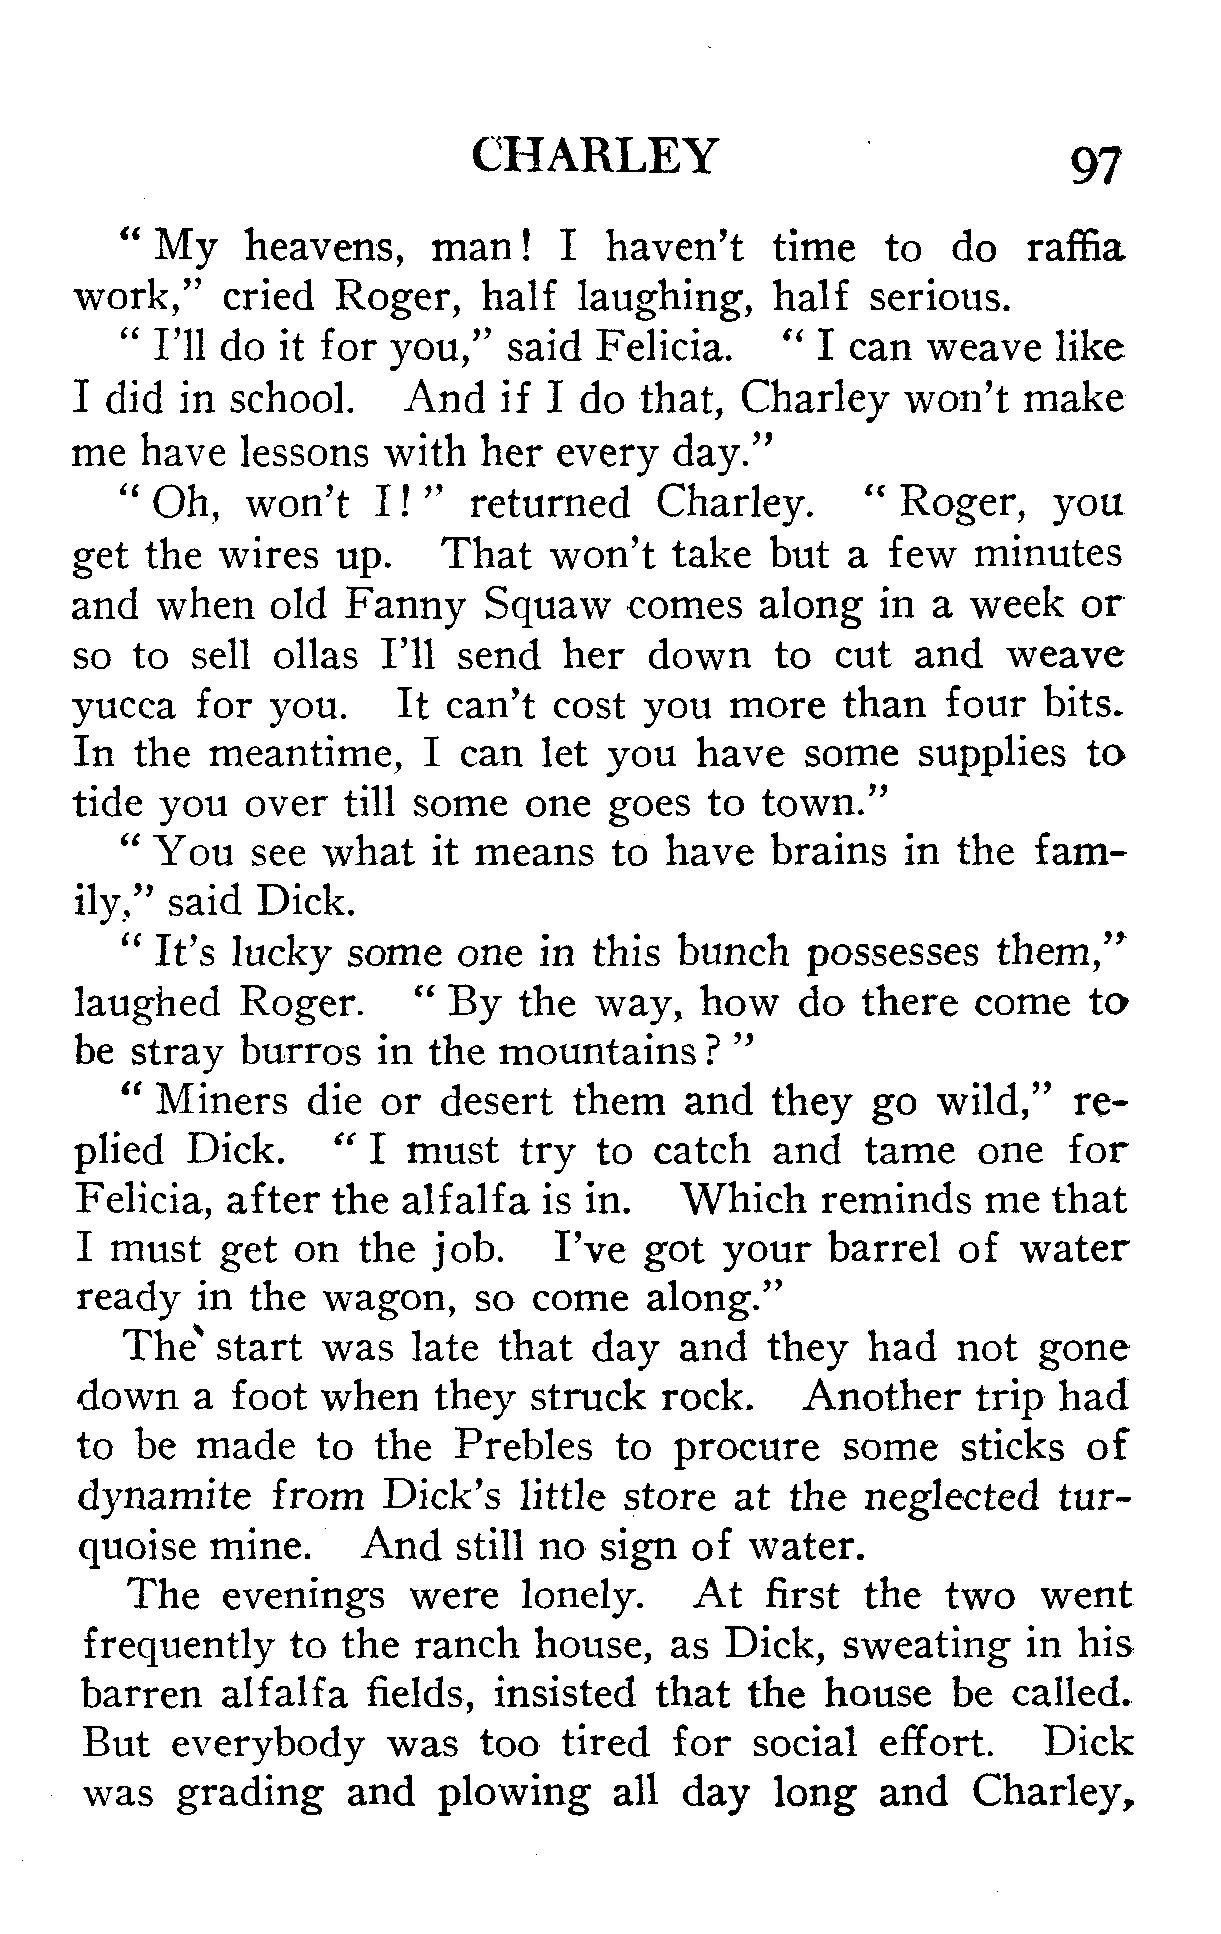 CHARLEY 97
“ My heavens, man! I haven’t time to do raffia
work,” cried Roger, half laughing, half serious.
“ I’ll do it for you,” said Felicia. “ I can weave like
I did in school. And if I do that, Charley won’t make
me have lessons with her every day.”
“ Oh, won’t I! ” returned Charley. “ Roger, you
get the wires up. That won’t take but a few minutes
and when old Fanny Squaw comes along in a week or
so to sell ollas I’ll send her down to cut and weave
yucca for you. It can’t cost you more than four bits.
In the meantime, I can let you have some supplies to
tide you over till some one goes to town.”
“ You see what it means to have brains in the fam-
ily,” said Dick.
“ It’s lucky some one in this bunch possesses them,”
laughed Roger. “ By the way, how do there come to
be stray burros in the mountains? ”
“ Miners die or desert them and they go wild,” re-
plied Dick. “ I must try to catch and tame one for
Felicia, after the alfalfa is in. Which reminds me that
I must get on the job. I’ve got your barrel of water
ready in the wagon, so come along.”
The start was late that day and they had not gone
down a foot when they struck rock. Another trip had
to be made to the Prebles to procure some sticks of
dynamite from Dick’s little store at the neglected tur-
quoise mine. And still no sign of water.
The evenings were lonely. At first the two went
frequently to the ranch house, as Dick, sweating in his
barren alfalfa fields, insisted that the house be called.
But everybody was too tired for social effort. Dick
was grading and plowing all day long and Charley,